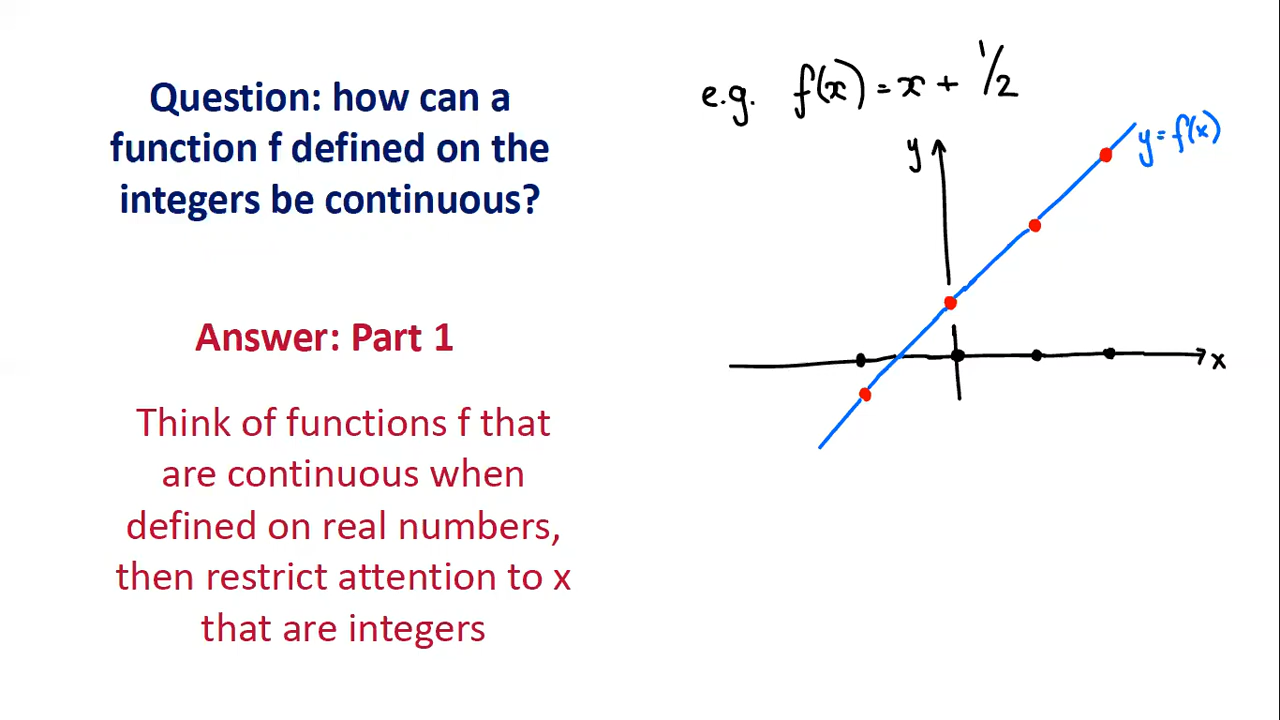 Question: how can a
function f defined on the
integers be continuous?
Answer: Part 1
Think of functions f that
are continuous when
defined on real numbers,
then restrict attention to x
that are integers
e.g. f(x) = x + 1/2
y
y = f(x)
x